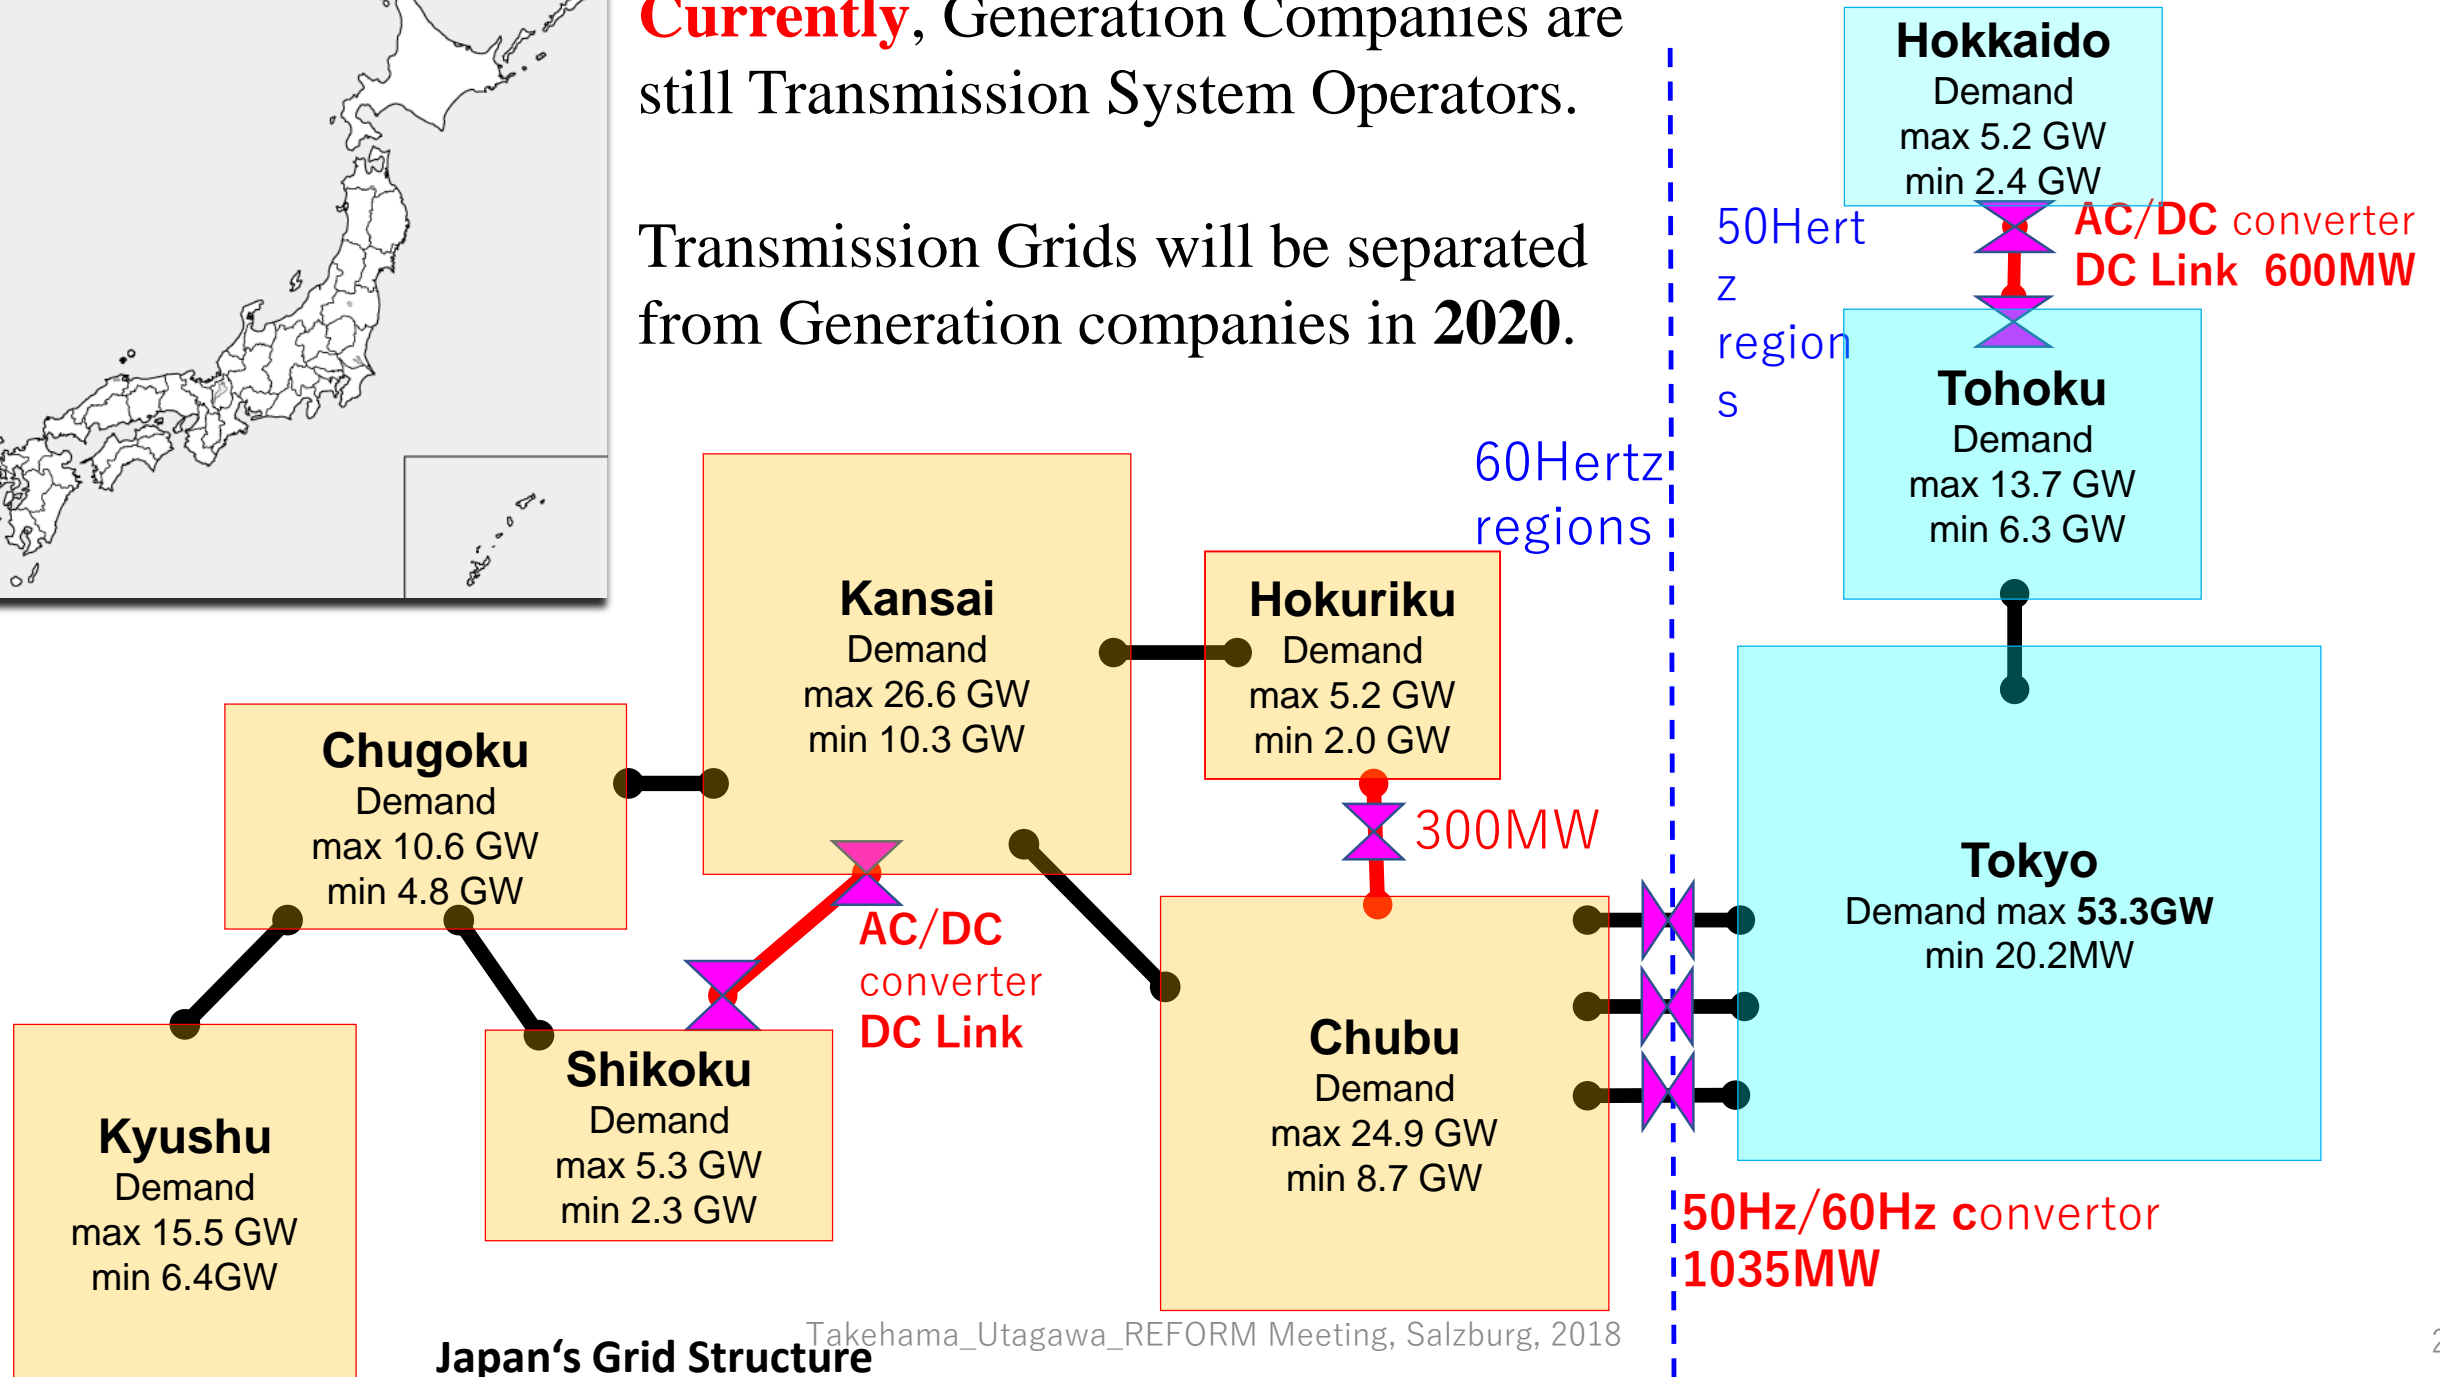 Currently, Generation Companies are
still Transmission System Operators.
Transmission Grids will be separated
from Generation companies in 2020.
Hokkaido
Demand
max 5.2 GW
min 2.4 GW
50Hert
z
region
s
AC/DC converter
DC Link 600MW
Tohoku
Demand
max 13.7 GW
min 6.3 GW
60Hertz
regions
Kansai
Demand
max 26.6 GW
min 10.3 GW
Hokuriku
Demand
max 5.2 GW
min 2.0 GW
Chugoku
Demand
max 10.6 GW
min 4.8 GW
300MW
Tokyo
Demand max 53.3GW
min 20.2MW
AC/DC
converter
DC Link
Chubu
Demand
max 24.9 GW
min 8.7 GW
Shikoku
Demand
max 5.3 GW
min 2.3 GW
Kyushu
Demand
max 15.5 GW
min 6.4GW
50Hz/60Hz convertor
1035MW
Takehama_Utagawa_REFORM Meeting, Salzburg, 2018
2
Japan‘s Grid Structure